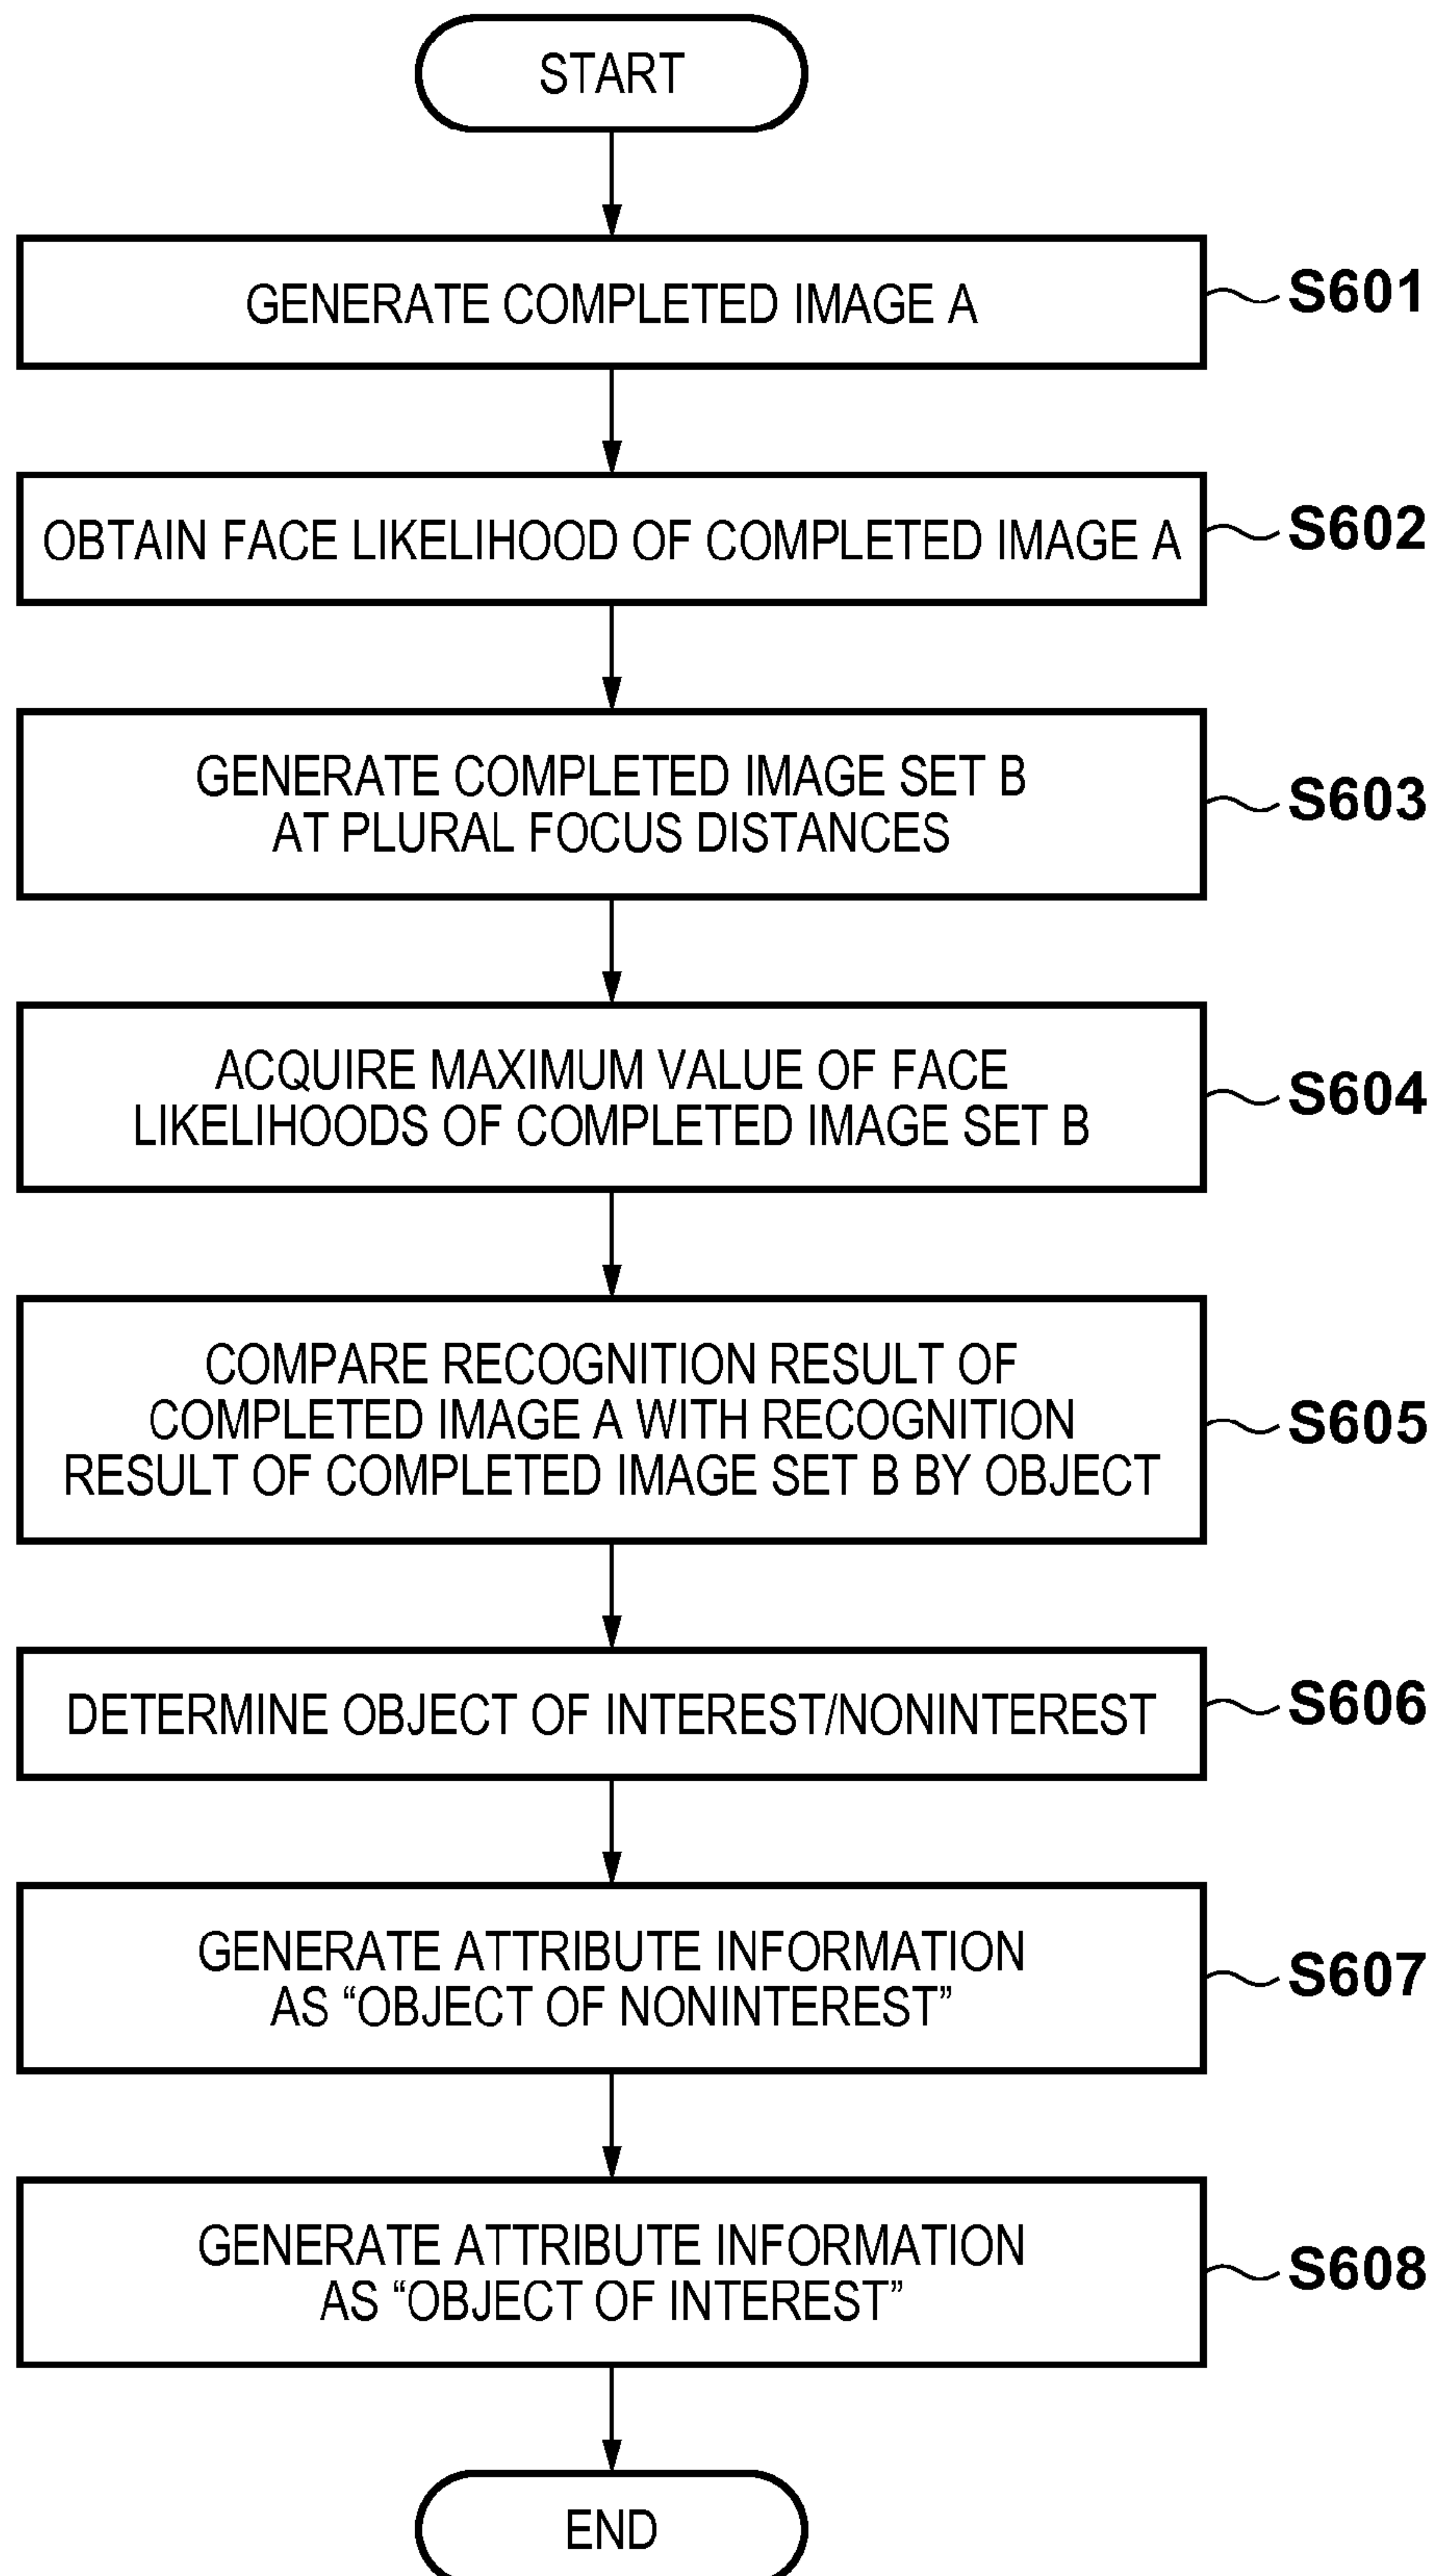 START
GENERATE COMPLETED IMAGE A
S601
OBTAIN FACE LIKELIHOOD OF COMPLETED IMAGE A
S602
GENERATE COMPLETED IMAGE SET B
AT PLURAL FOCUS DISTANCES
S603
ACQUIRE MAXIMUM VALUE OF FACE
LIKELIHOODS OF COMPLETED IMAGE SET B
S604
COMPARE RECOGNITION RESULT OF
COMPLETED IMAGE A WITH RECOGNITION
RESULT OF COMPLETED IMAGE SET B BY OBJECT
S605
DETERMINE OBJECT OF INTEREST/NONINTEREST
S606
GENERATE ATTRIBUTE INFORMATION
AS “OBJECT OF NONINTEREST”
S607
GENERATE ATTRIBUTE INFORMATION
AS “OBJECT OF INTEREST”
S608
END